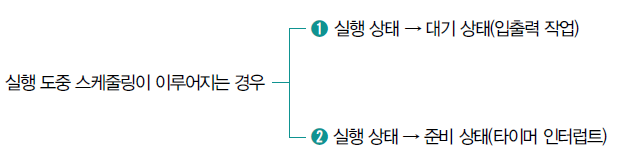 ❶ 실행 상태 → 대기 상태(입출력 작업)
실행 도중 스케줄링이 이루어지는 경우
❷ 실행 상태 → 준비 상태(타이머 인터럽트)